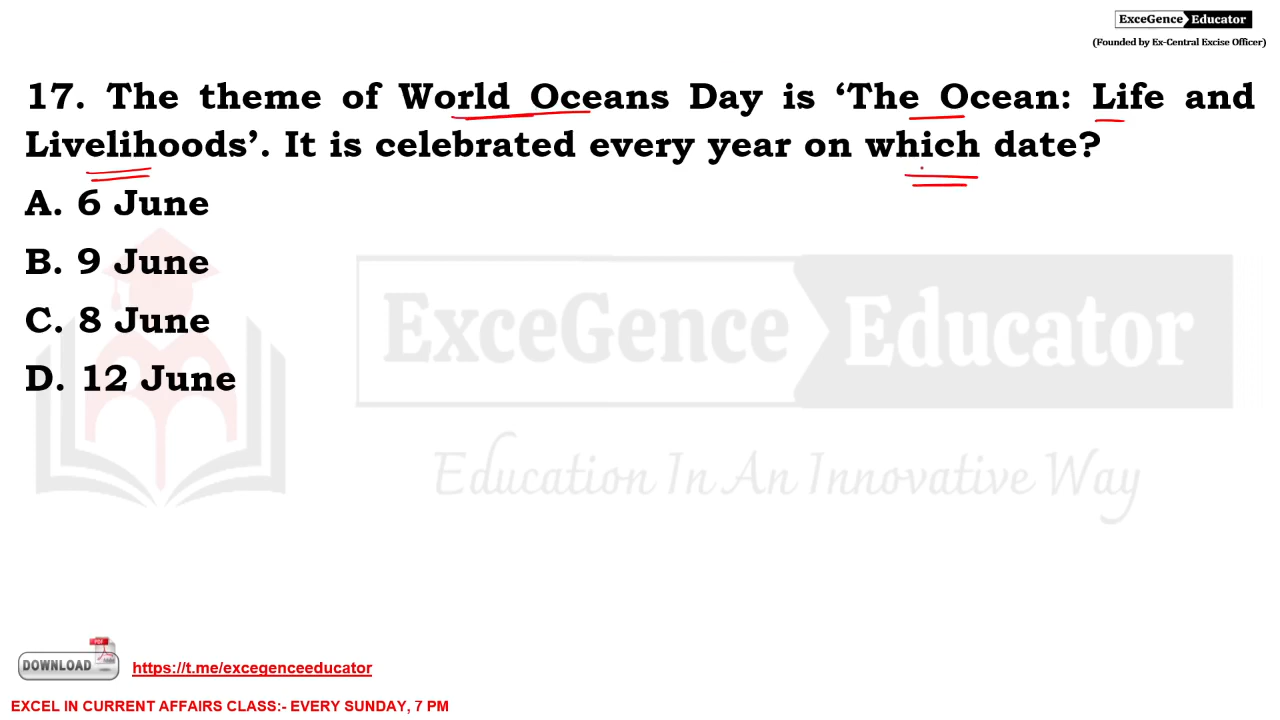 ExceGence Educator
(Founded by Ex-Central Excise Officer)
17. The theme of World Oceans Day is ‘The Ocean: Life and
Livelihoods’. It is celebrated every year on which date?
A. 6 June
B. 9 June
C. 8 June
D. 12 June
ExceGence Educator
Education In An Innovative Way
PDF
DOWNLOAD
https://t.me/excegenceeducator
EXCEL IN CURRENT AFFAIRS CLASS:- EVERY SUNDAY, 7 PM